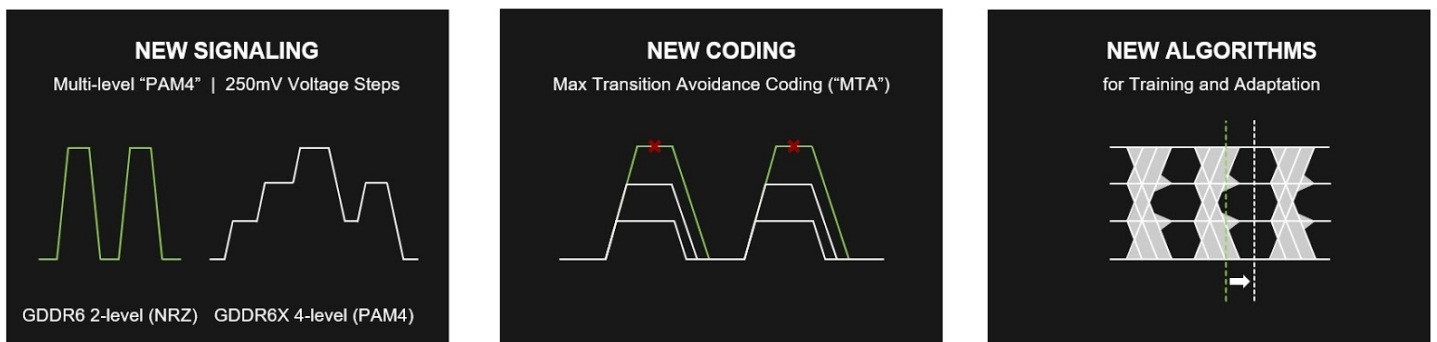 NEW SIGNALING
Multi-level “PAM4” | 250mV Voltage Steps
GDDR6 2-level (NRZ)
GDDR6X 4-level (PAM4)
NEW CODING
Max Transition Avoidance Coding (“MTA”)
NEW ALGORITHMS
for Training and Adaptation